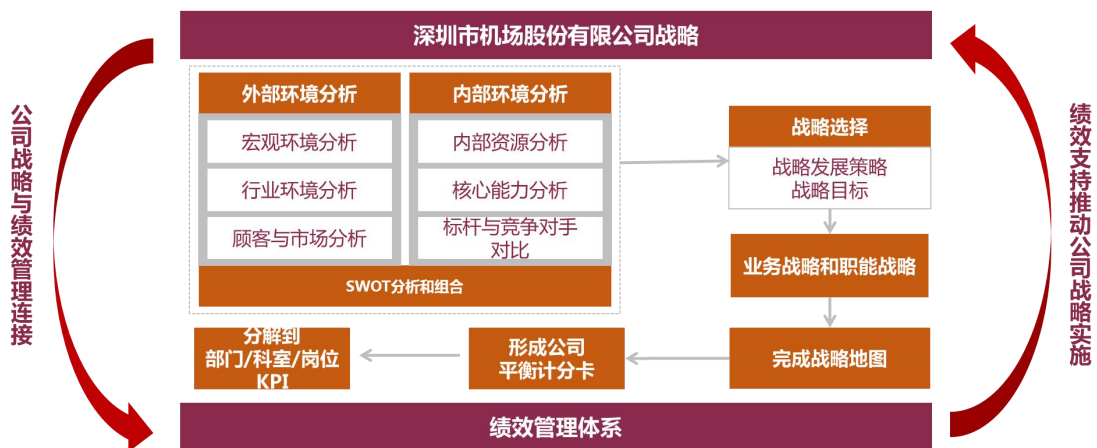 深圳市机场股份有限公司战略
公司战略与绩效管理连接
外部环境分析
宏观环境分析
行业环境分析
顾客与市场分析
内部环境分析
内部资源分析
核心能力分析
标杆与竞争对手
对比
SWOT分析和组合
战略选择
战略发展策略
战略目标
业务战略和职能战略
完成战略地图
形成公司
平衡计分卡
分解到
部门/科室/岗位
KPI
绩效管理体系
绩效支持推动公司战略实施